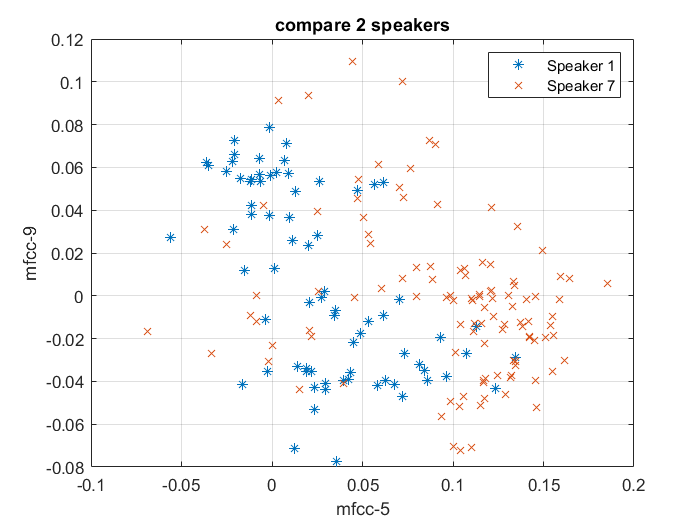 compare 2 speakers
0.12
0.1
0.08
0.06
0.04
0.02
0
-0.02
-0.04
-0.06
-0.08
mfcc-9
Speaker 1
Speaker 7
-0.1 -0.05 0 0.05 0.1 0.15 0.2
mfcc-5